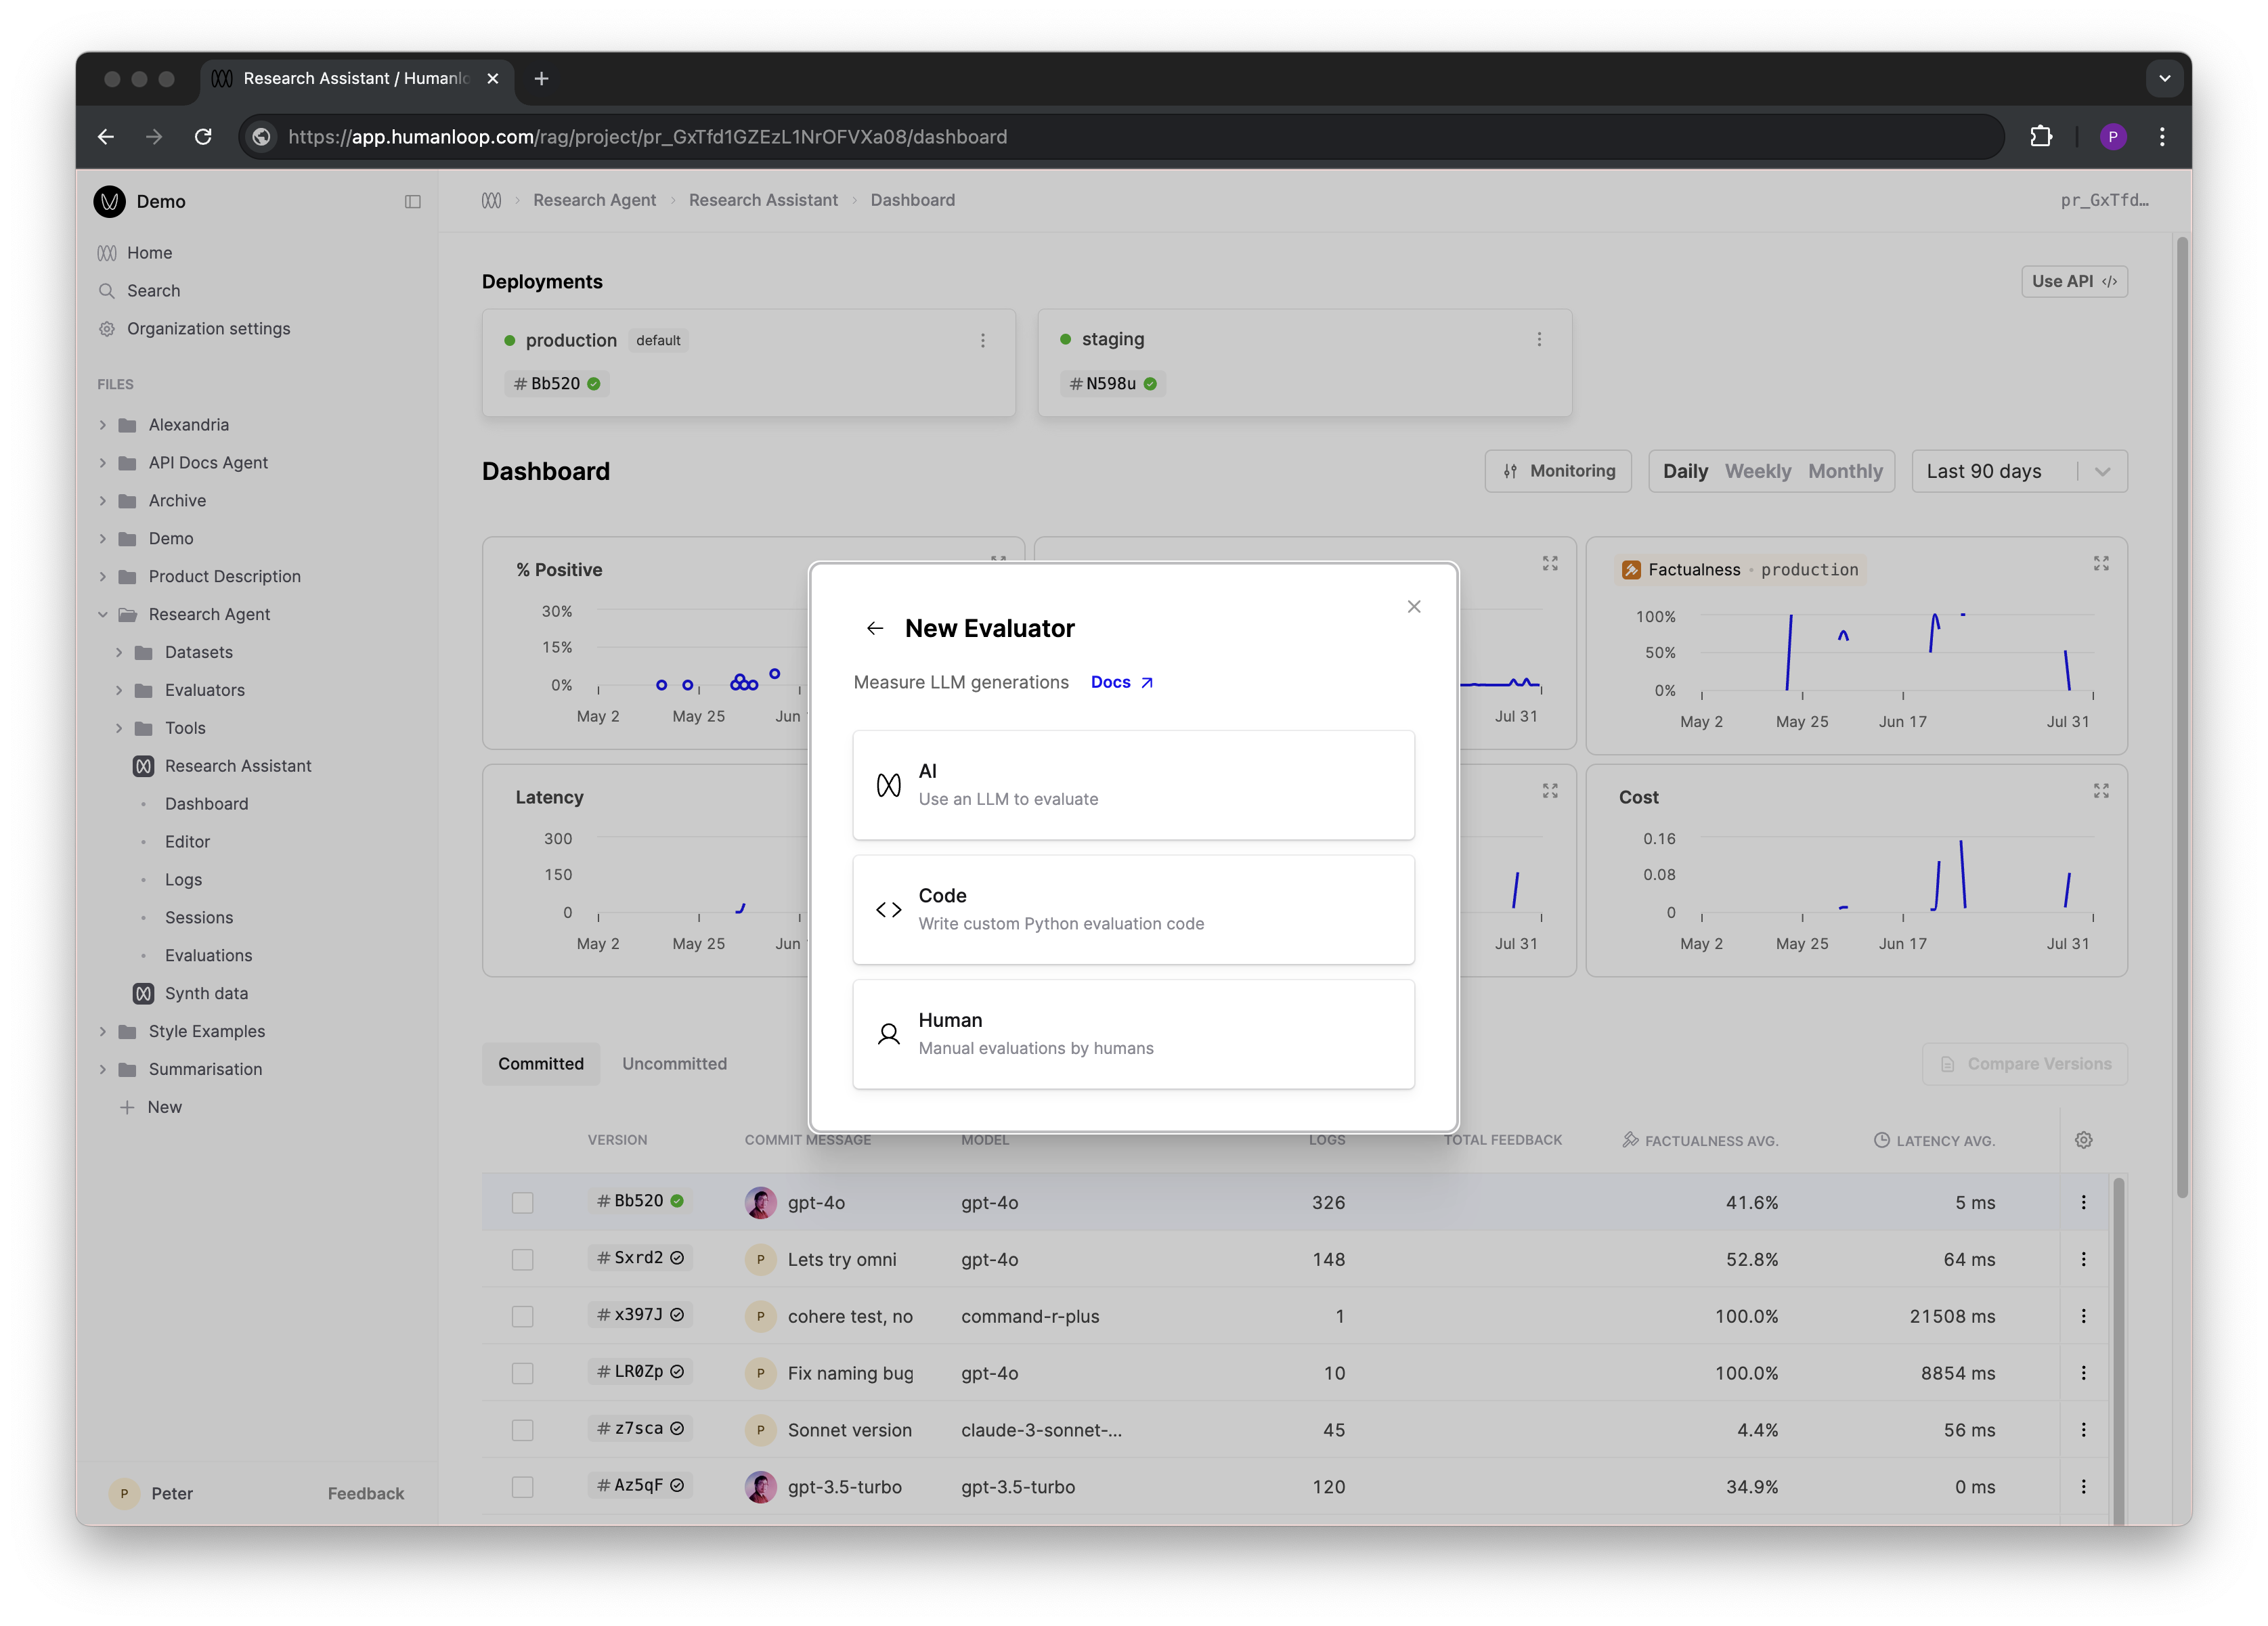 Research Assistant / Humanlo
https://app.humanloop.com/rag/project/pr_GxTfd1GZEzL1NrOFVXa08/dashboard
P
Demo
Home
Search
Organization settings
FILES
Alexandria
API Docs Agent
Archive
Demo
Product Description
Research Agent
Datasets
Evaluators
Tools
Research Assistant
Dashboard
Editor
Logs
Sessions
Evaluations
Synth data
Style Examples
Summarisation
New
P Peter Feedback
Research Agent Research Assistant Dashboard pr_GxTfd…
Deployments Use API
production default
#Bb520
staging
#N598u
Dashboard Monitoring Daily Weekly Monthly Last 90 days
% Positive
30%
15%
0%
May 2 May 25 Jun
Jul 31
Factualness • production
100%
50%
0%
May 2 May 25 Jun 17 Jul 31
Latency
300
150
0
May 2 May 25 Jun
Jul 31
Cost
0.16
0.08
0
May 2 May 25 Jun 17 Jul 31
New Evaluator
Measure LLM generations Docs
AI
Use an LLM to evaluate
Code
Write custom Python evaluation code
Human
Manual evaluations by humans
Committed Uncommitted Compare Versions
VERSION COMMIT MESSAGE MODEL LOGS TOTAL FEEDBACK FACTUALNESS AVG. LATENCY AVG.
#Bb520 gpt-4o gpt-4o 326 41.6% 5 ms
#Sxrd2 P Lets try omni gpt-4o 148 52.8% 64 ms
#x397J P cohere test, no command-r-plus 1 100.0% 21508 ms
#LR0Zp P Fix naming bug gpt-4o 10 100.0% 8854 ms
#z7sca P Sonnet version claude-3-sonnet-... 45 4.4% 56 ms
#Az5qF gpt-3.5-turbo gpt-3.5-turbo 120 34.9% 0 ms